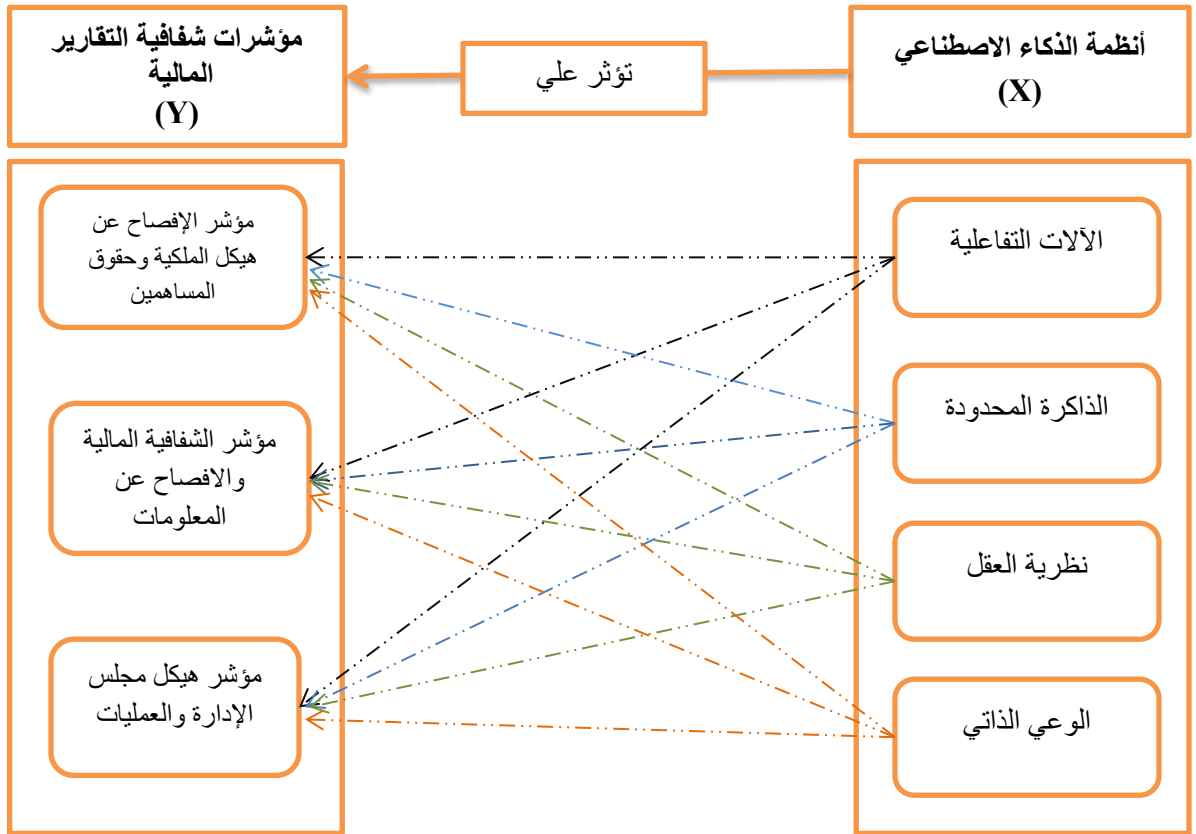 أنظمة الذكاء الاصطناعي
(X)
تؤثر علي
مؤشرات شفافية التقارير
المالية
(Y)
الآلات التفاعلية
الذاكرة المحدودة
نظرية العقل
الوعي الذاتي
مؤشر الإفصاح عن
هيكل الملكية وحقوق
المساهمين
مؤشر الشفافية المالية
والافصاح عن
المعلومات
مؤشر هيكل مجلس
الإدارة والعمليات